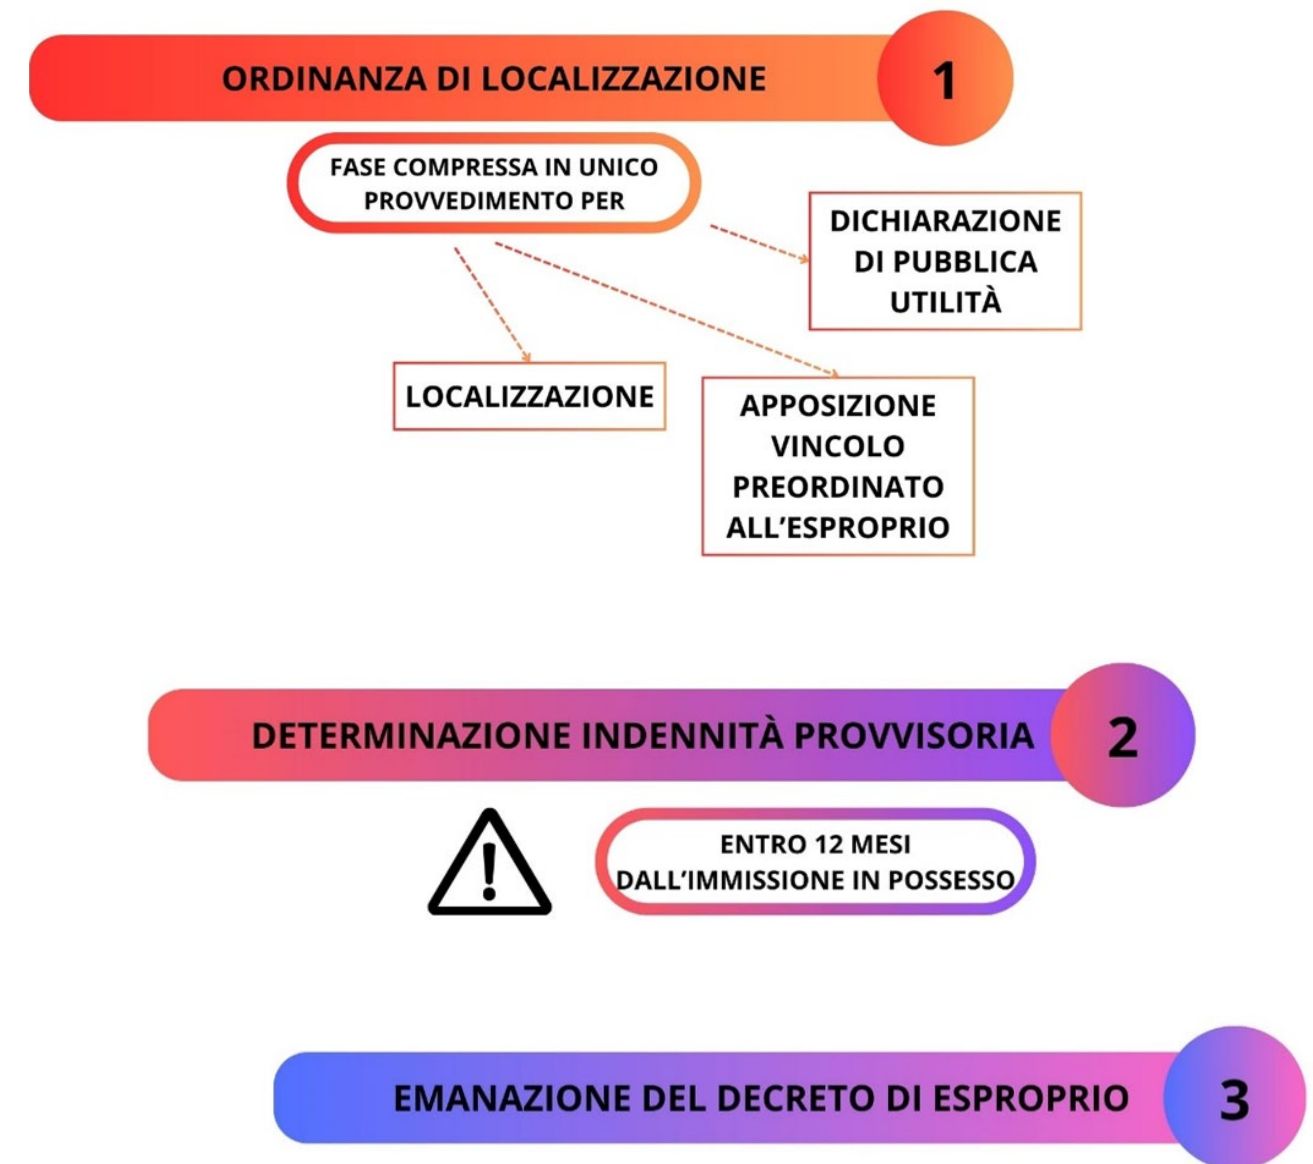 ORDINANZA DI LOCALIZZAZIONE
1
FASE COMPRESSA IN UNICO
PROVVEDIMENTO PER
DICHIARAZIONE
DI PUBBLICA
UTILITÀ
LOCALIZZAZIONE
APPOSIZIONE
VINCOLO
PREORDINATO
ALL'ESPROPRIO
DETERMINAZIONE INDENNITÀ PROVVISORIA
2
!
ENTRO 12 MESI
DALL'IMMISSIONE IN POSSESSO
EMANAZIONE DEL DECRETO DI ESPROPRIO
3